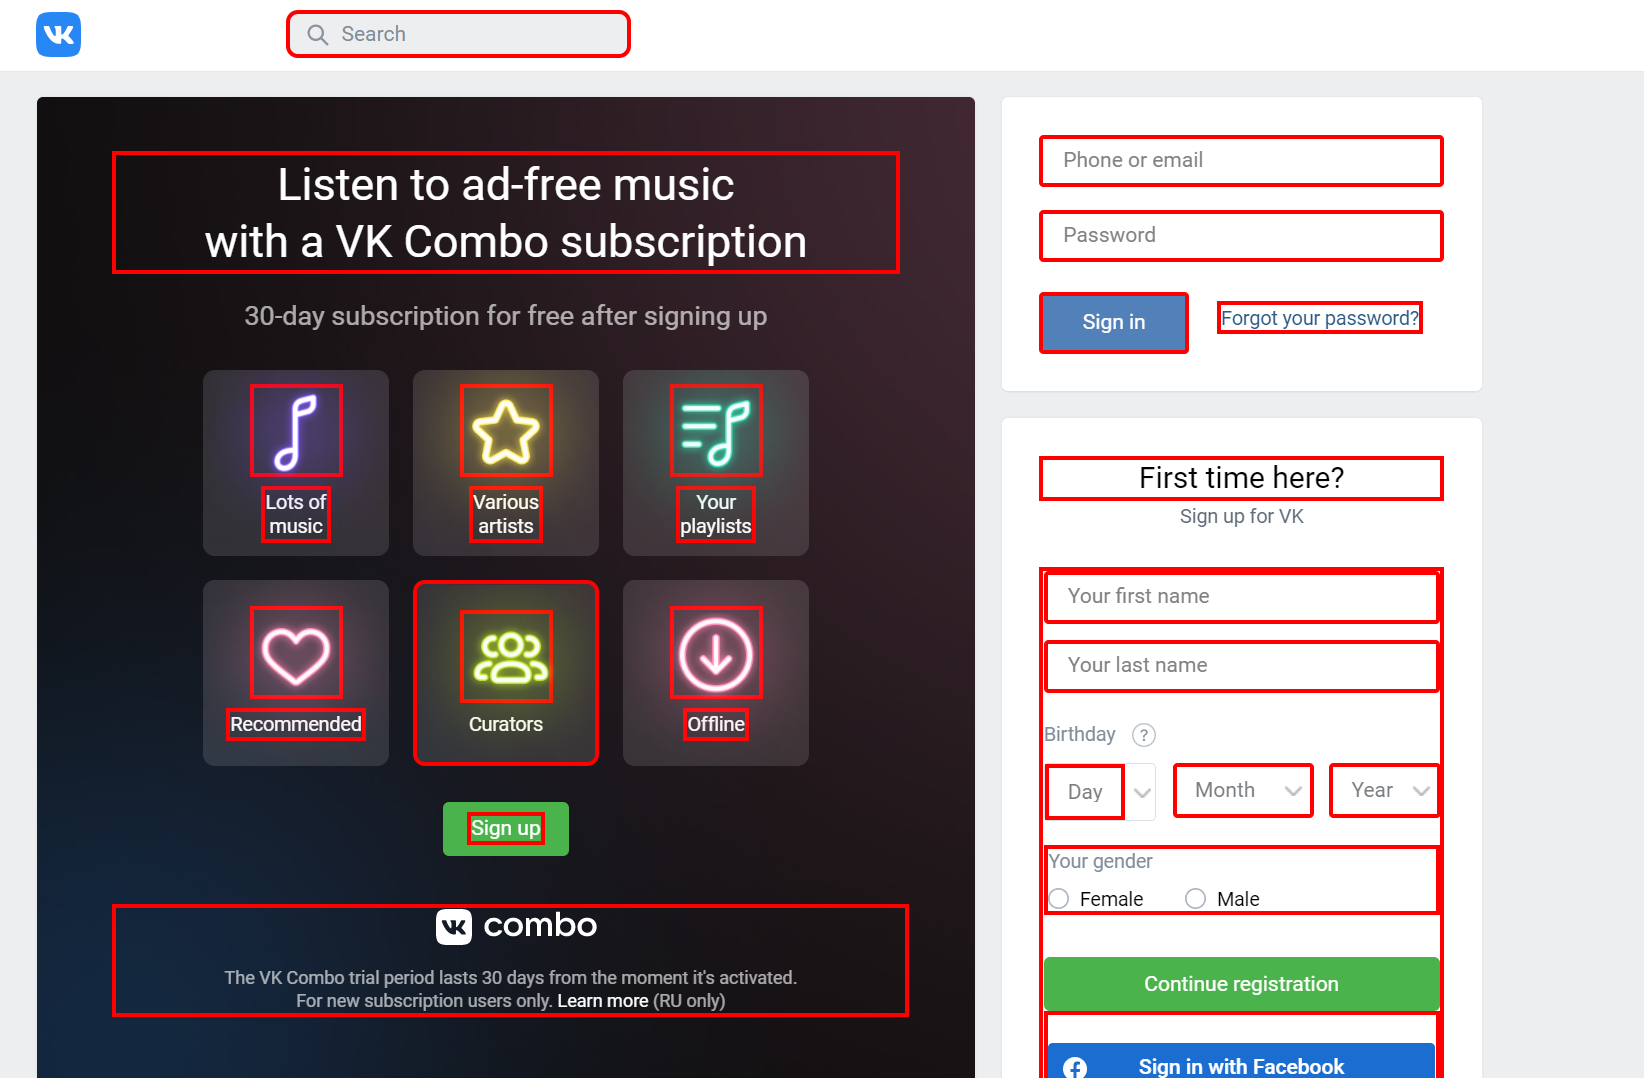 VK
Search
Listen to ad-free music
with a VK Combo subscription
30-day subscription for free after signing up
Lots of
music
Various
artists
Your
playlists
Recommended
Curators
Offline
Sign up
VK combo
The VK Combo trial period lasts 30 days from the moment it's activated.
For new subscription users only. Learn more (RU only)
Phone or email
Password
Sign in
Forgot your password?
First time here?
Sign up for VK
Your first name
Your last name
Birthday ?
Day
Month
Year
Your gender
Female
Male
Continue registration
Sign in with Facebook